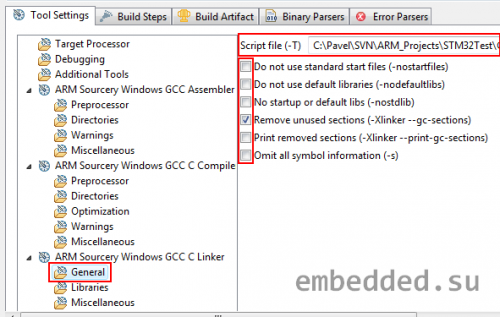 Tool Settings Build Steps Build Artifact Binary Parsers Error Parsers
Target Processor
Debugging
Additional Tools
ARM Sourcery Windows GCC Assembler
Preprocessor
Directories
Warnings
Miscellaneous
ARM Sourcery Windows GCC C Compile
Preprocessor
Directories
Optimization
Warnings
Miscellaneous
ARM Sourcery Windows GCC C Linker
General
Libraries
Miscellaneous
Script file (-T) C:\Pavel\SVN\ARM_Projects\STM32Test\
Do not use standard start files (-nostartfiles)
Do not use default libraries (-nodefaultlibs)
No startup or default libs (-nostdlib)
Remove unused sections (-Xlinker --gc-sections)
Print removed sections (-Xlinker --print-gc-sections)
Omit all symbol information (-s)
embedded.su